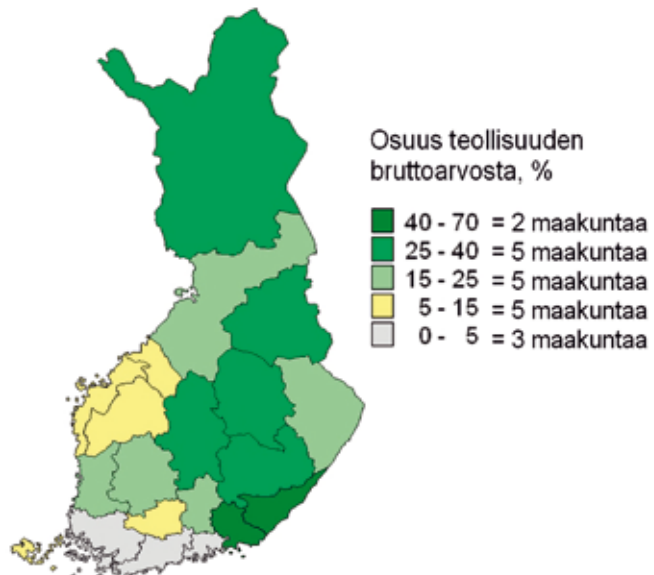 Osuus teollisuuden
bruttoarvosta, %
40 - 70 = 2 maakuntaa
25 - 40 = 5 maakuntaa
15 - 25 = 5 maakuntaa
5 - 15 = 5 maakuntaa
0 - 5 = 3 maakuntaa